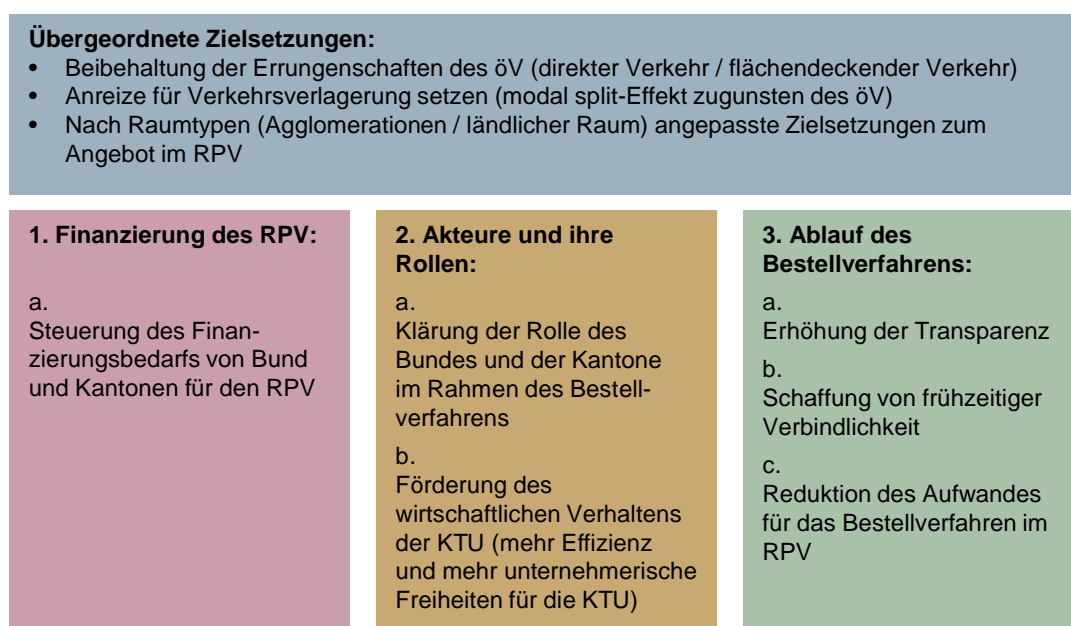 Übergeordnete Zielsetzungen:
• Beibehaltung der Errungenschaften des öV (direkter Verkehr / flächendeckender Verkehr)
• Anreize für Verkehrsverlagerung setzen (modal split-Effekt zugunsten des öV)
• Nach Raumtypen (Agglomerationen / ländlicher Raum) angepasste Zielsetzungen zum
Angebot im RPV
1. Finanzierung des RPV:
a.
Steuerung des Finan-
zierungsbedarfs von Bund
und Kantonen für den RPV
2. Akteure und ihre
Rollen:
a.
Klärung der Rolle des
Bundes und der Kantone
im Rahmen des Bestell-
verfahrens
b.
Förderung des
wirtschaftlichen Verhaltens
der KTU (mehr Effizienz
und mehr unternehmerische
Freiheiten für die KTU)
3. Ablauf des
Bestellverfahrens:
a.
Erhöhung der Transparenz
b.
Schaffung von frühzeitiger
Verbindlichkeit
c.
Reduktion des Aufwandes
für das Bestellverfahren im
RPV